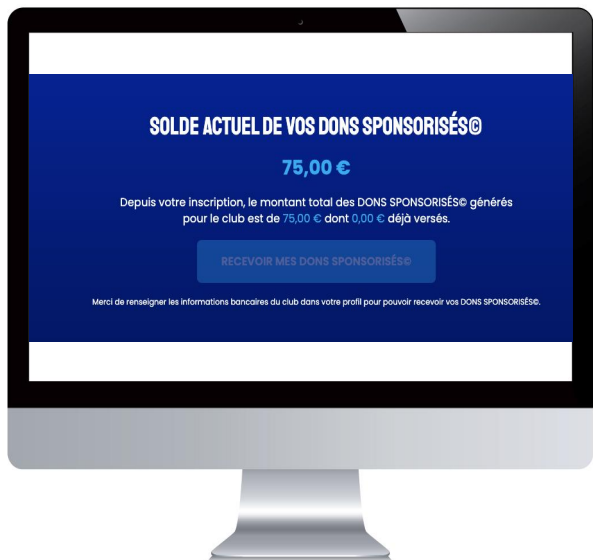 SOLDE ACTUEL DE VOS DONS SPONSORISÉS©
75,00 €
Depuis votre inscription, le montant total des DONS SPONSORISÉS© générés
pour le club est de 75,00 € dont 0,00 € déjà versés.
RECEVOIR MES DONS SPONSORISÉS©
Merci de renseigner les informations bancaires du club dans votre profil pour pouvoir recevoir vos DONS SPONSORISÉS©.